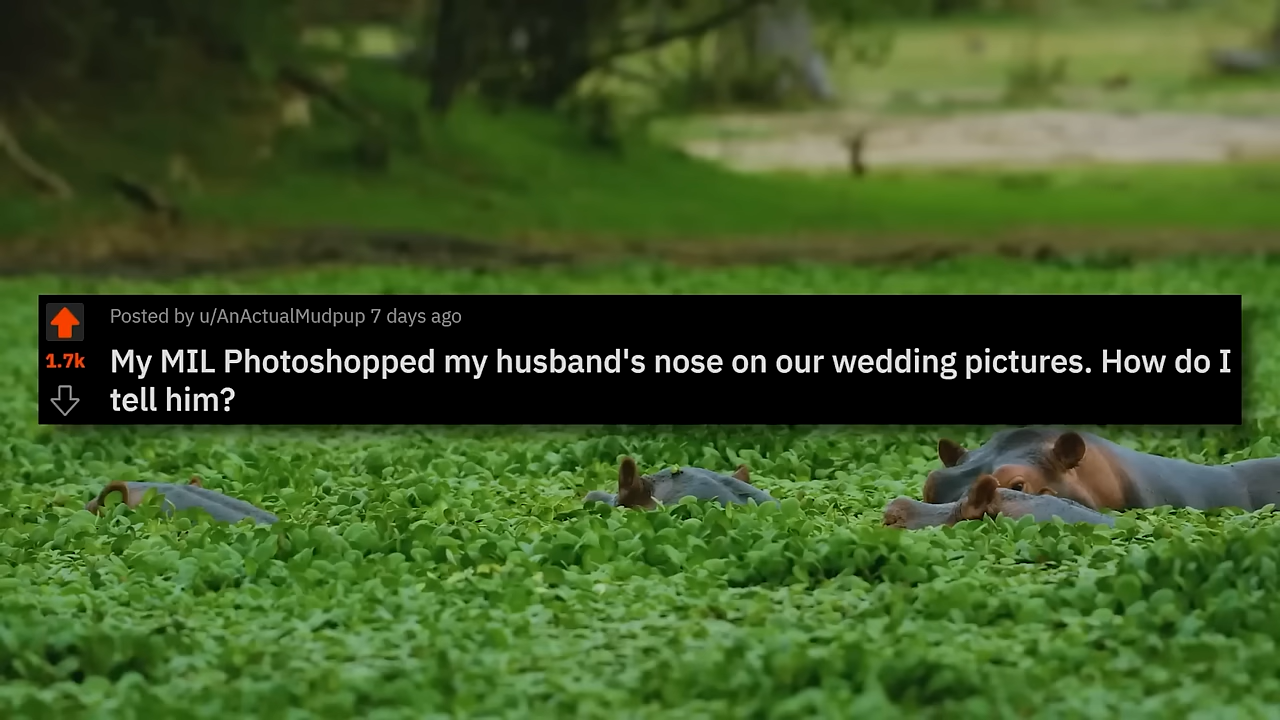 Posted by u/AnActualMudpup 7 days ago
1.7k
My MIL Photoshopped my husband's nose on our wedding pictures. How do I
tell him?